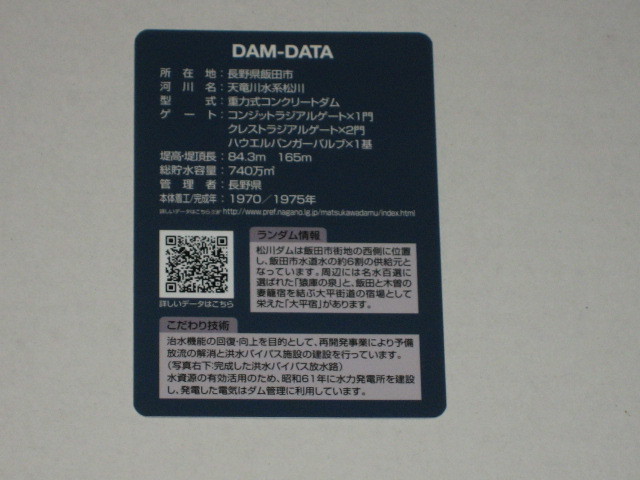 DAM-DATA
所在地：長野県飯田市
河川名：天竜川水系松川
型式：重力式コンクリートダム
ゲート：コンジットラジアルゲート×1門
クレストラジアルゲート×2門
ハウエルバンガーバルブ×1基
堤高・堤頂長：84.3m 165m
総貯水容量：740万㎥
管理者：長野県
本体着工/完成年：1970/1975年
詳しいデータはこちら⇒ http://www.pref.nagano.lg.jp/matsukawadamu/index.html
詳しいデータはこちら
ランダム情報
松川ダムは飯田市街地の西側に位置
し、飯田市水道水の約6割の供給元と
なっています。周辺には名水百選に
選ばれた「猿庫の泉」と、飯田と木曽の
妻籠宿を結ぶ大平街道の宿場として
栄えた「大平宿」があります。
こだわり技術
治水機能の回復・向上を目的として、再開発事業により予備
放流の解消と洪水バイパス施設の建設を行っています。
（写真右下：完成した洪水バイパス放水路）
水資源の有効活用のため、昭和61年に水力発電所を建設
し、発電した電気はダム管理に利用しています。